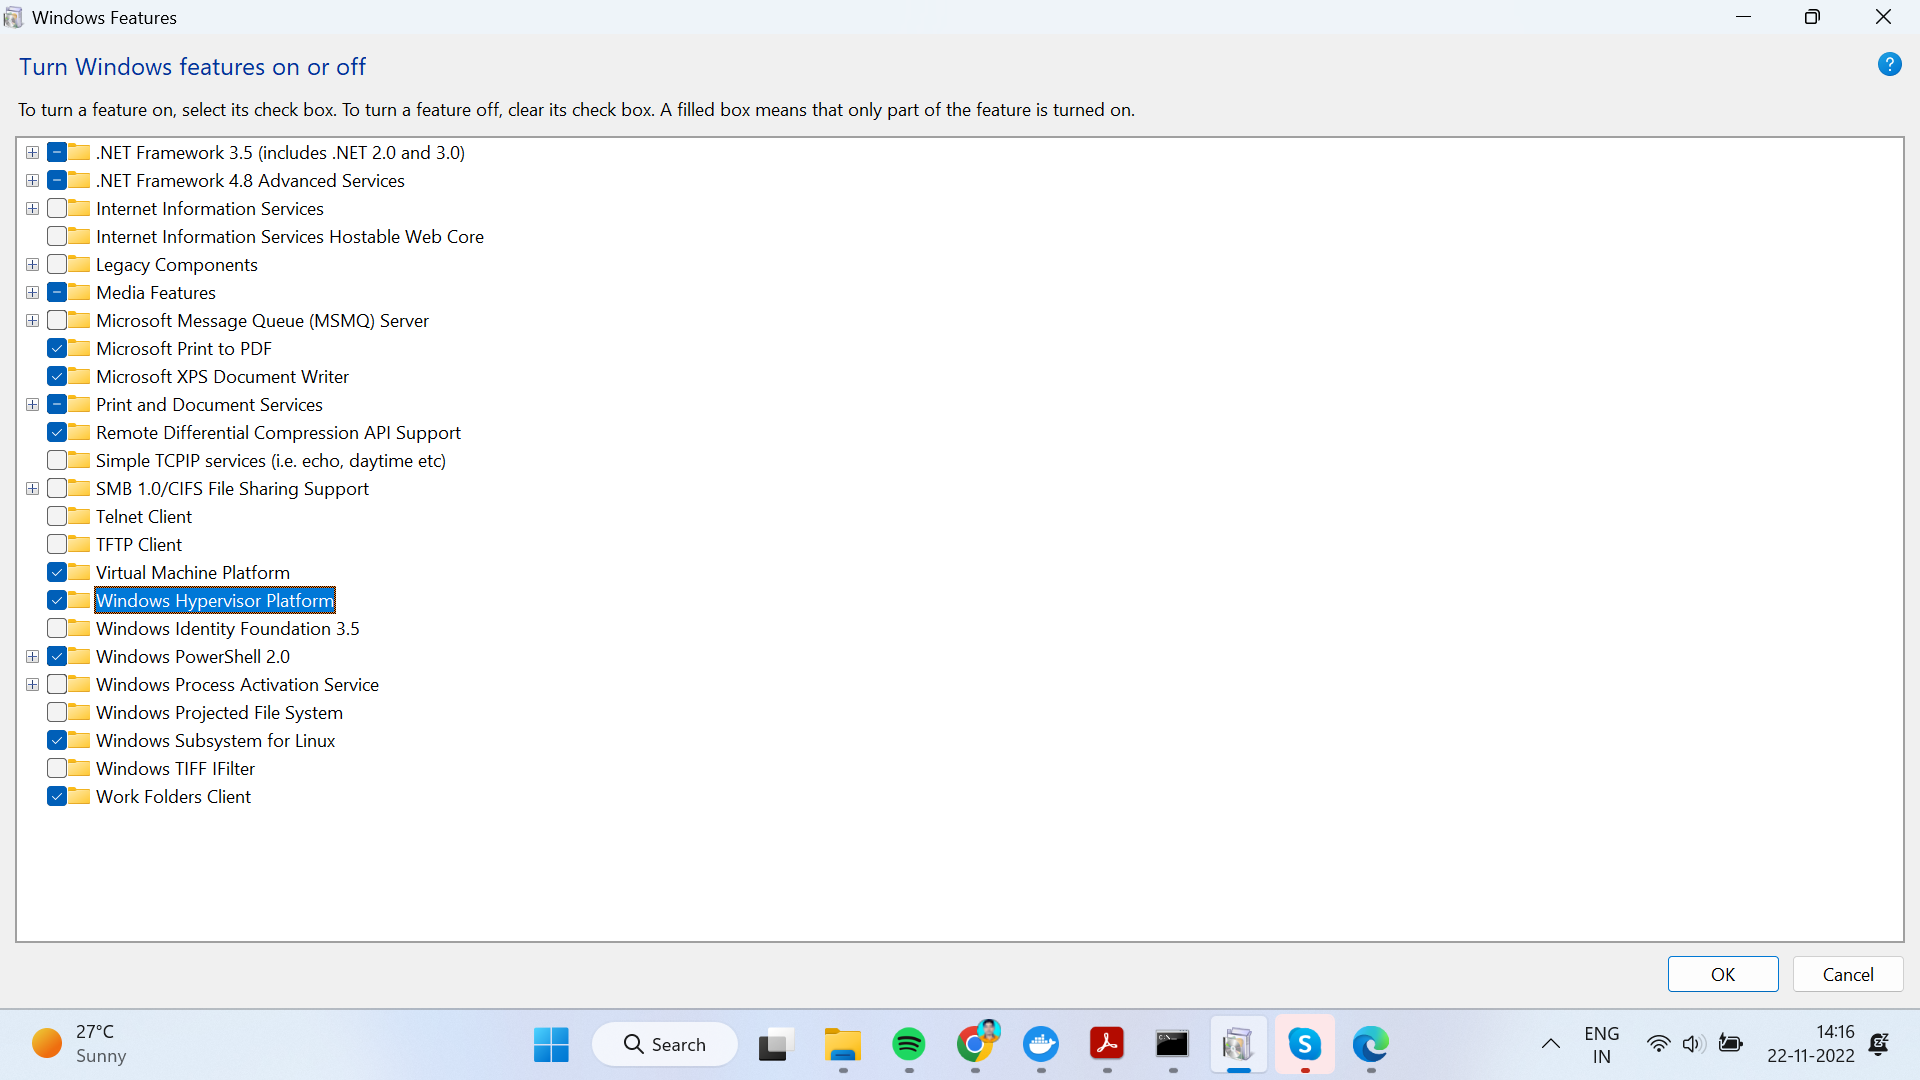 Windows Features
Turn Windows features on or off
?
To turn a feature on, select its check box. To turn a feature off, clear its check box. A filled box means that only part of the feature is turned on.
.NET Framework 3.5 (includes .NET 2.0 and 3.0)
.NET Framework 4.8 Advanced Services
Internet Information Services
Internet Information Services Hostable Web Core
Legacy Components
Media Features
Microsoft Message Queue (MSMQ) Server
Microsoft Print to PDF
Microsoft XPS Document Writer
Print and Document Services
Remote Differential Compression API Support
Simple TCPIP services (i.e. echo, daytime etc)
SMB 1.0/CIFS File Sharing Support
Telnet Client
TFTP Client
Virtual Machine Platform
Windows Hypervisor Platform
Windows Identity Foundation 3.5
Windows PowerShell 2.0
Windows Process Activation Service
Windows Projected File System
Windows Subsystem for Linux
Windows TIFF IFilter
Work Folders Client
OK
Cancel
27°C
Sunny
Search
ENG
IN
14:16
22-11-2022